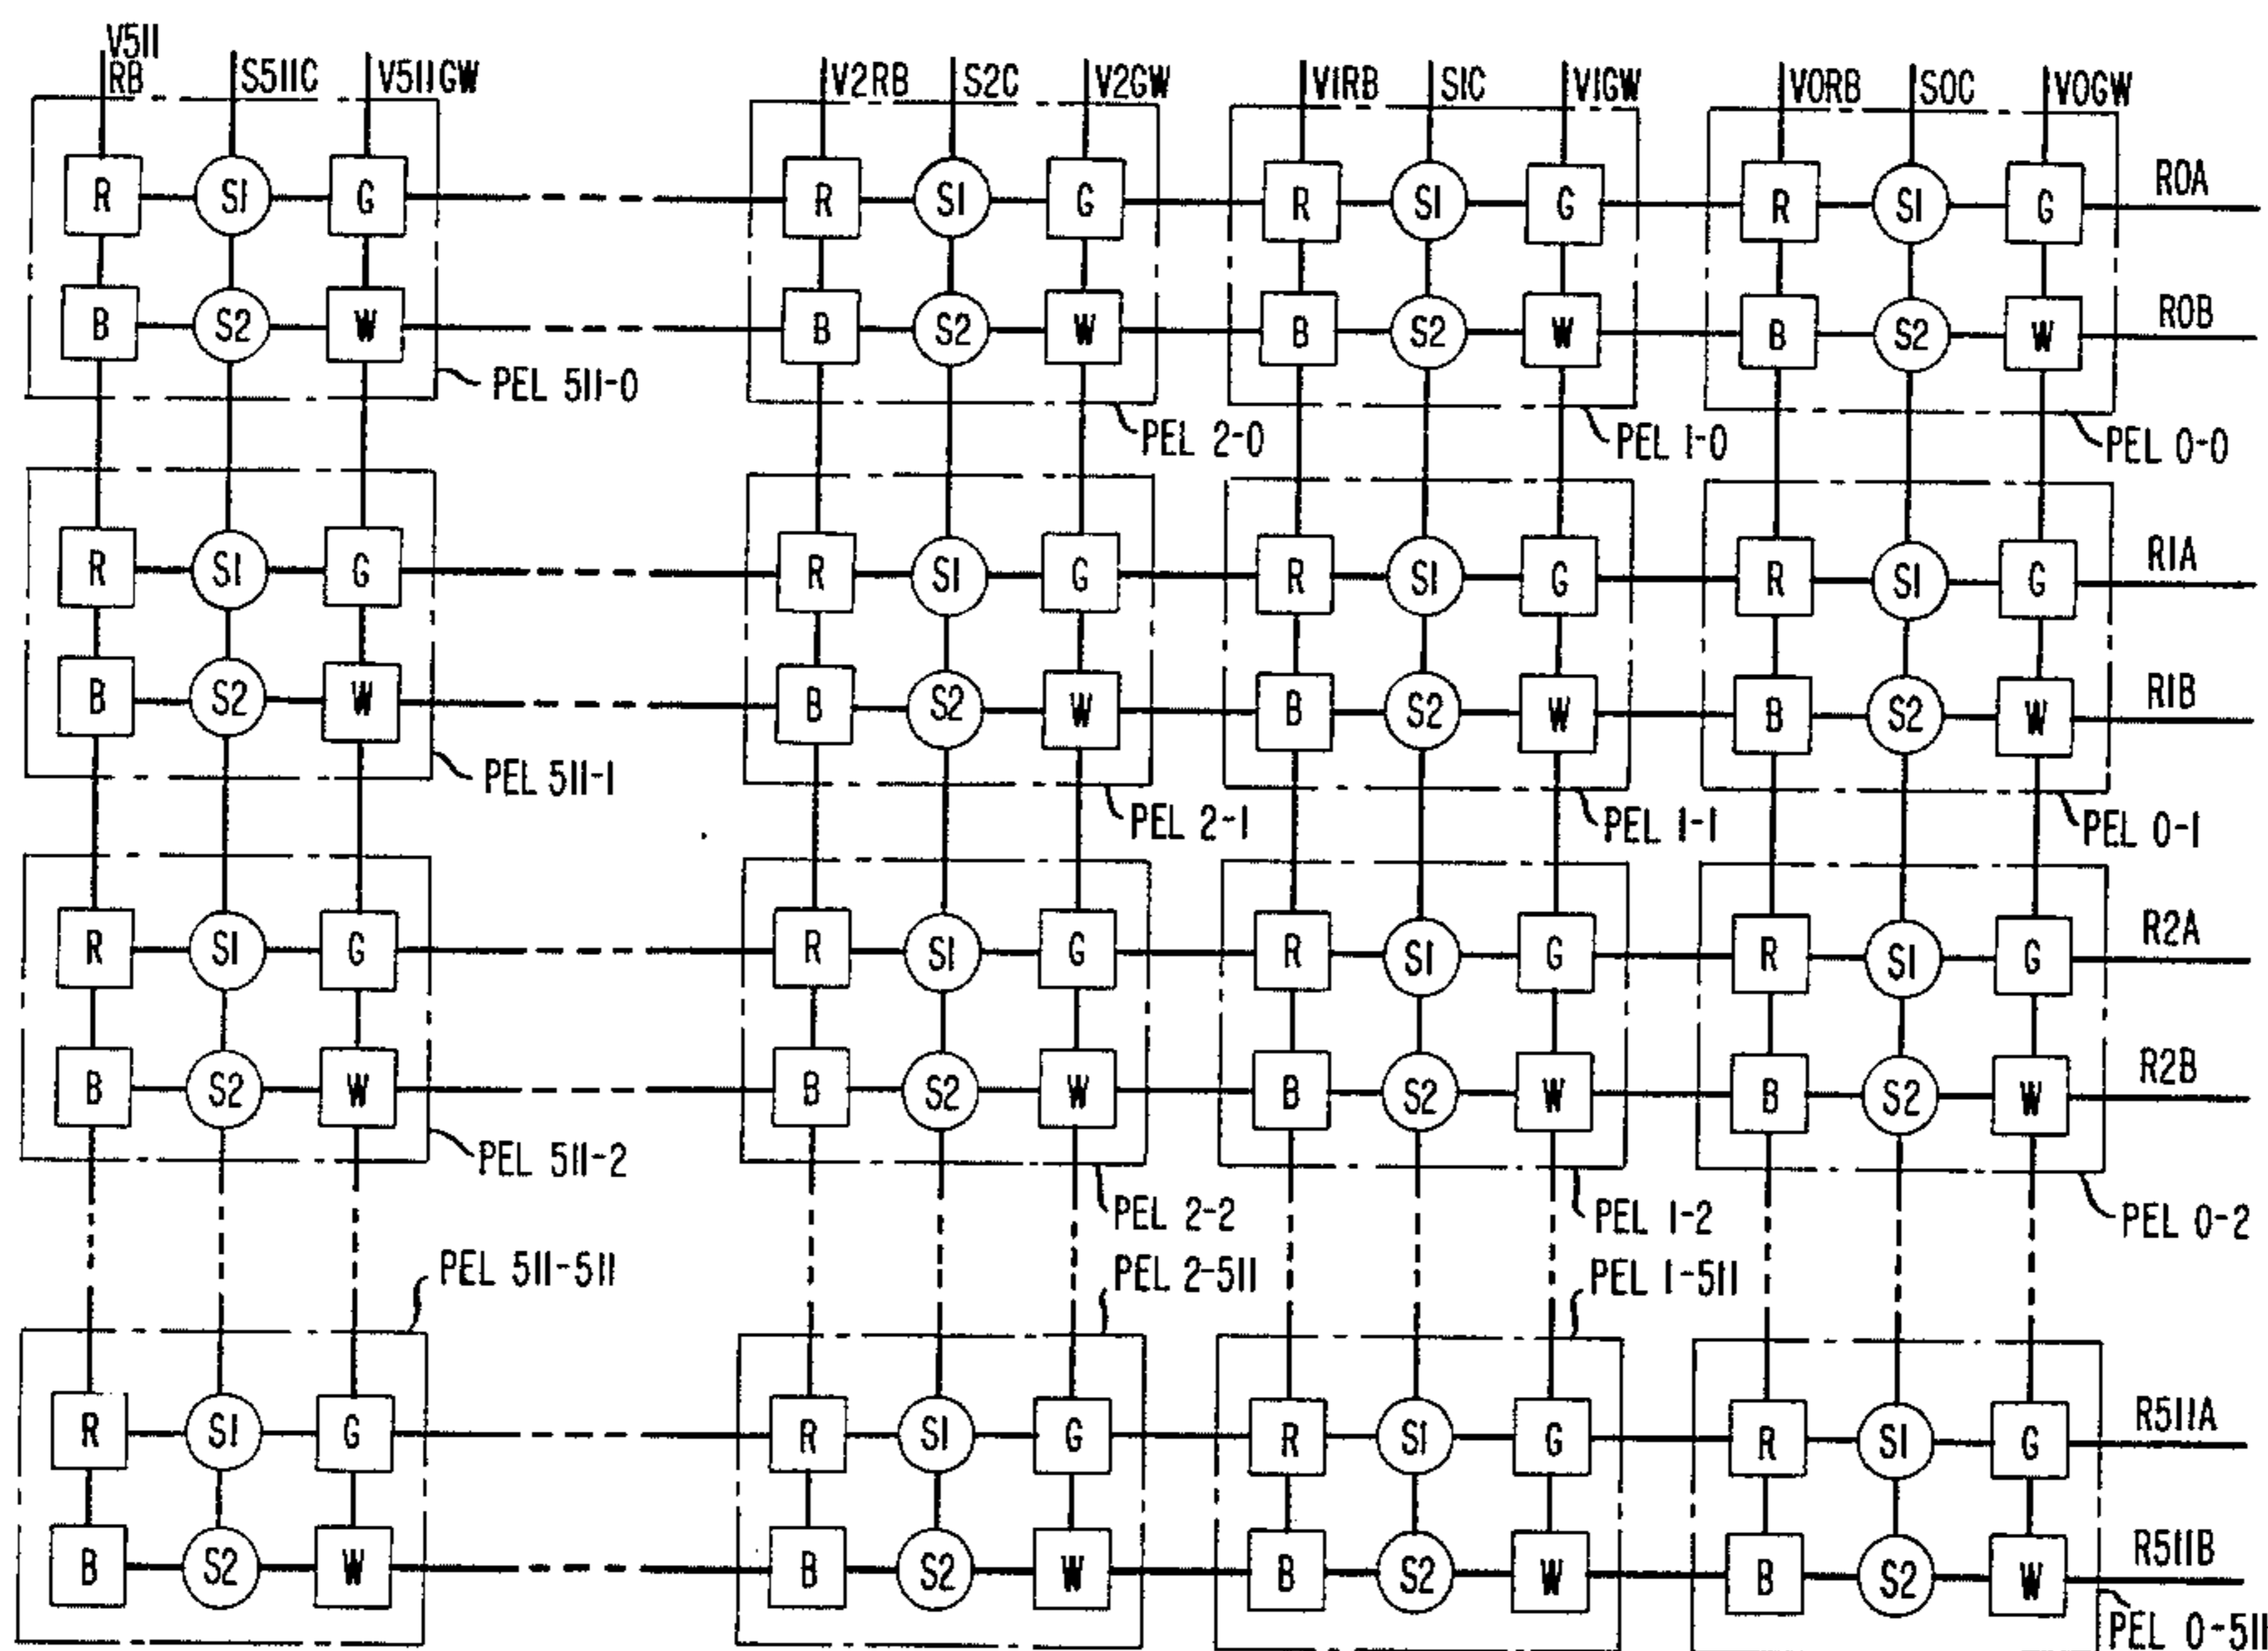 V511 RB S511C V511GW V2RB S2C V2GW V1RB S1C V1GW V0RB S0C V0GW
R S1 G R S1 G R S1 G R S1 G R0A
B S2 W B S2 W B S2 W B S2 W R0B
PEL 511-0 PEL 2-0 PEL 1-0 PEL 0-0
R S1 G R S1 G R S1 G R S1 G R1A
B S2 W B S2 W B S2 W B S2 W R1B
PEL 511-1 PEL 2-1 PEL 1-1 PEL 0-1
R S1 G R S1 G R S1 G R S1 G R2A
B S2 W B S2 W B S2 W B S2 W R2B
PEL 511-2 PEL 2-2 PEL 1-2 PEL 0-2
PEL 511-511 PEL 2-511 PEL 1-511
R S1 G R S1 G R S1 G R S1 G R511A
B S2 W B S2 W B S2 W B S2 W R511B
PEL 0-511